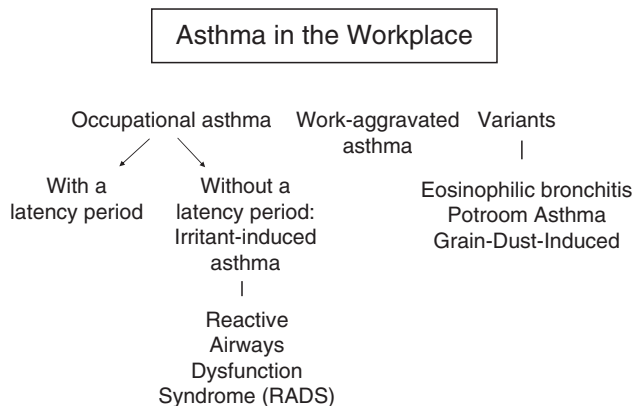 Asthma in the Workplace
Occupational asthma
Work-aggravated
asthma
Variants
With a
latency period
Without a
latency period:
Irritant-induced
asthma
Eosinophilic bronchitis
Potroom Asthma
Grain-Dust-Induced
Reactive
Airways
Dysfunction
Syndrome (RADS)